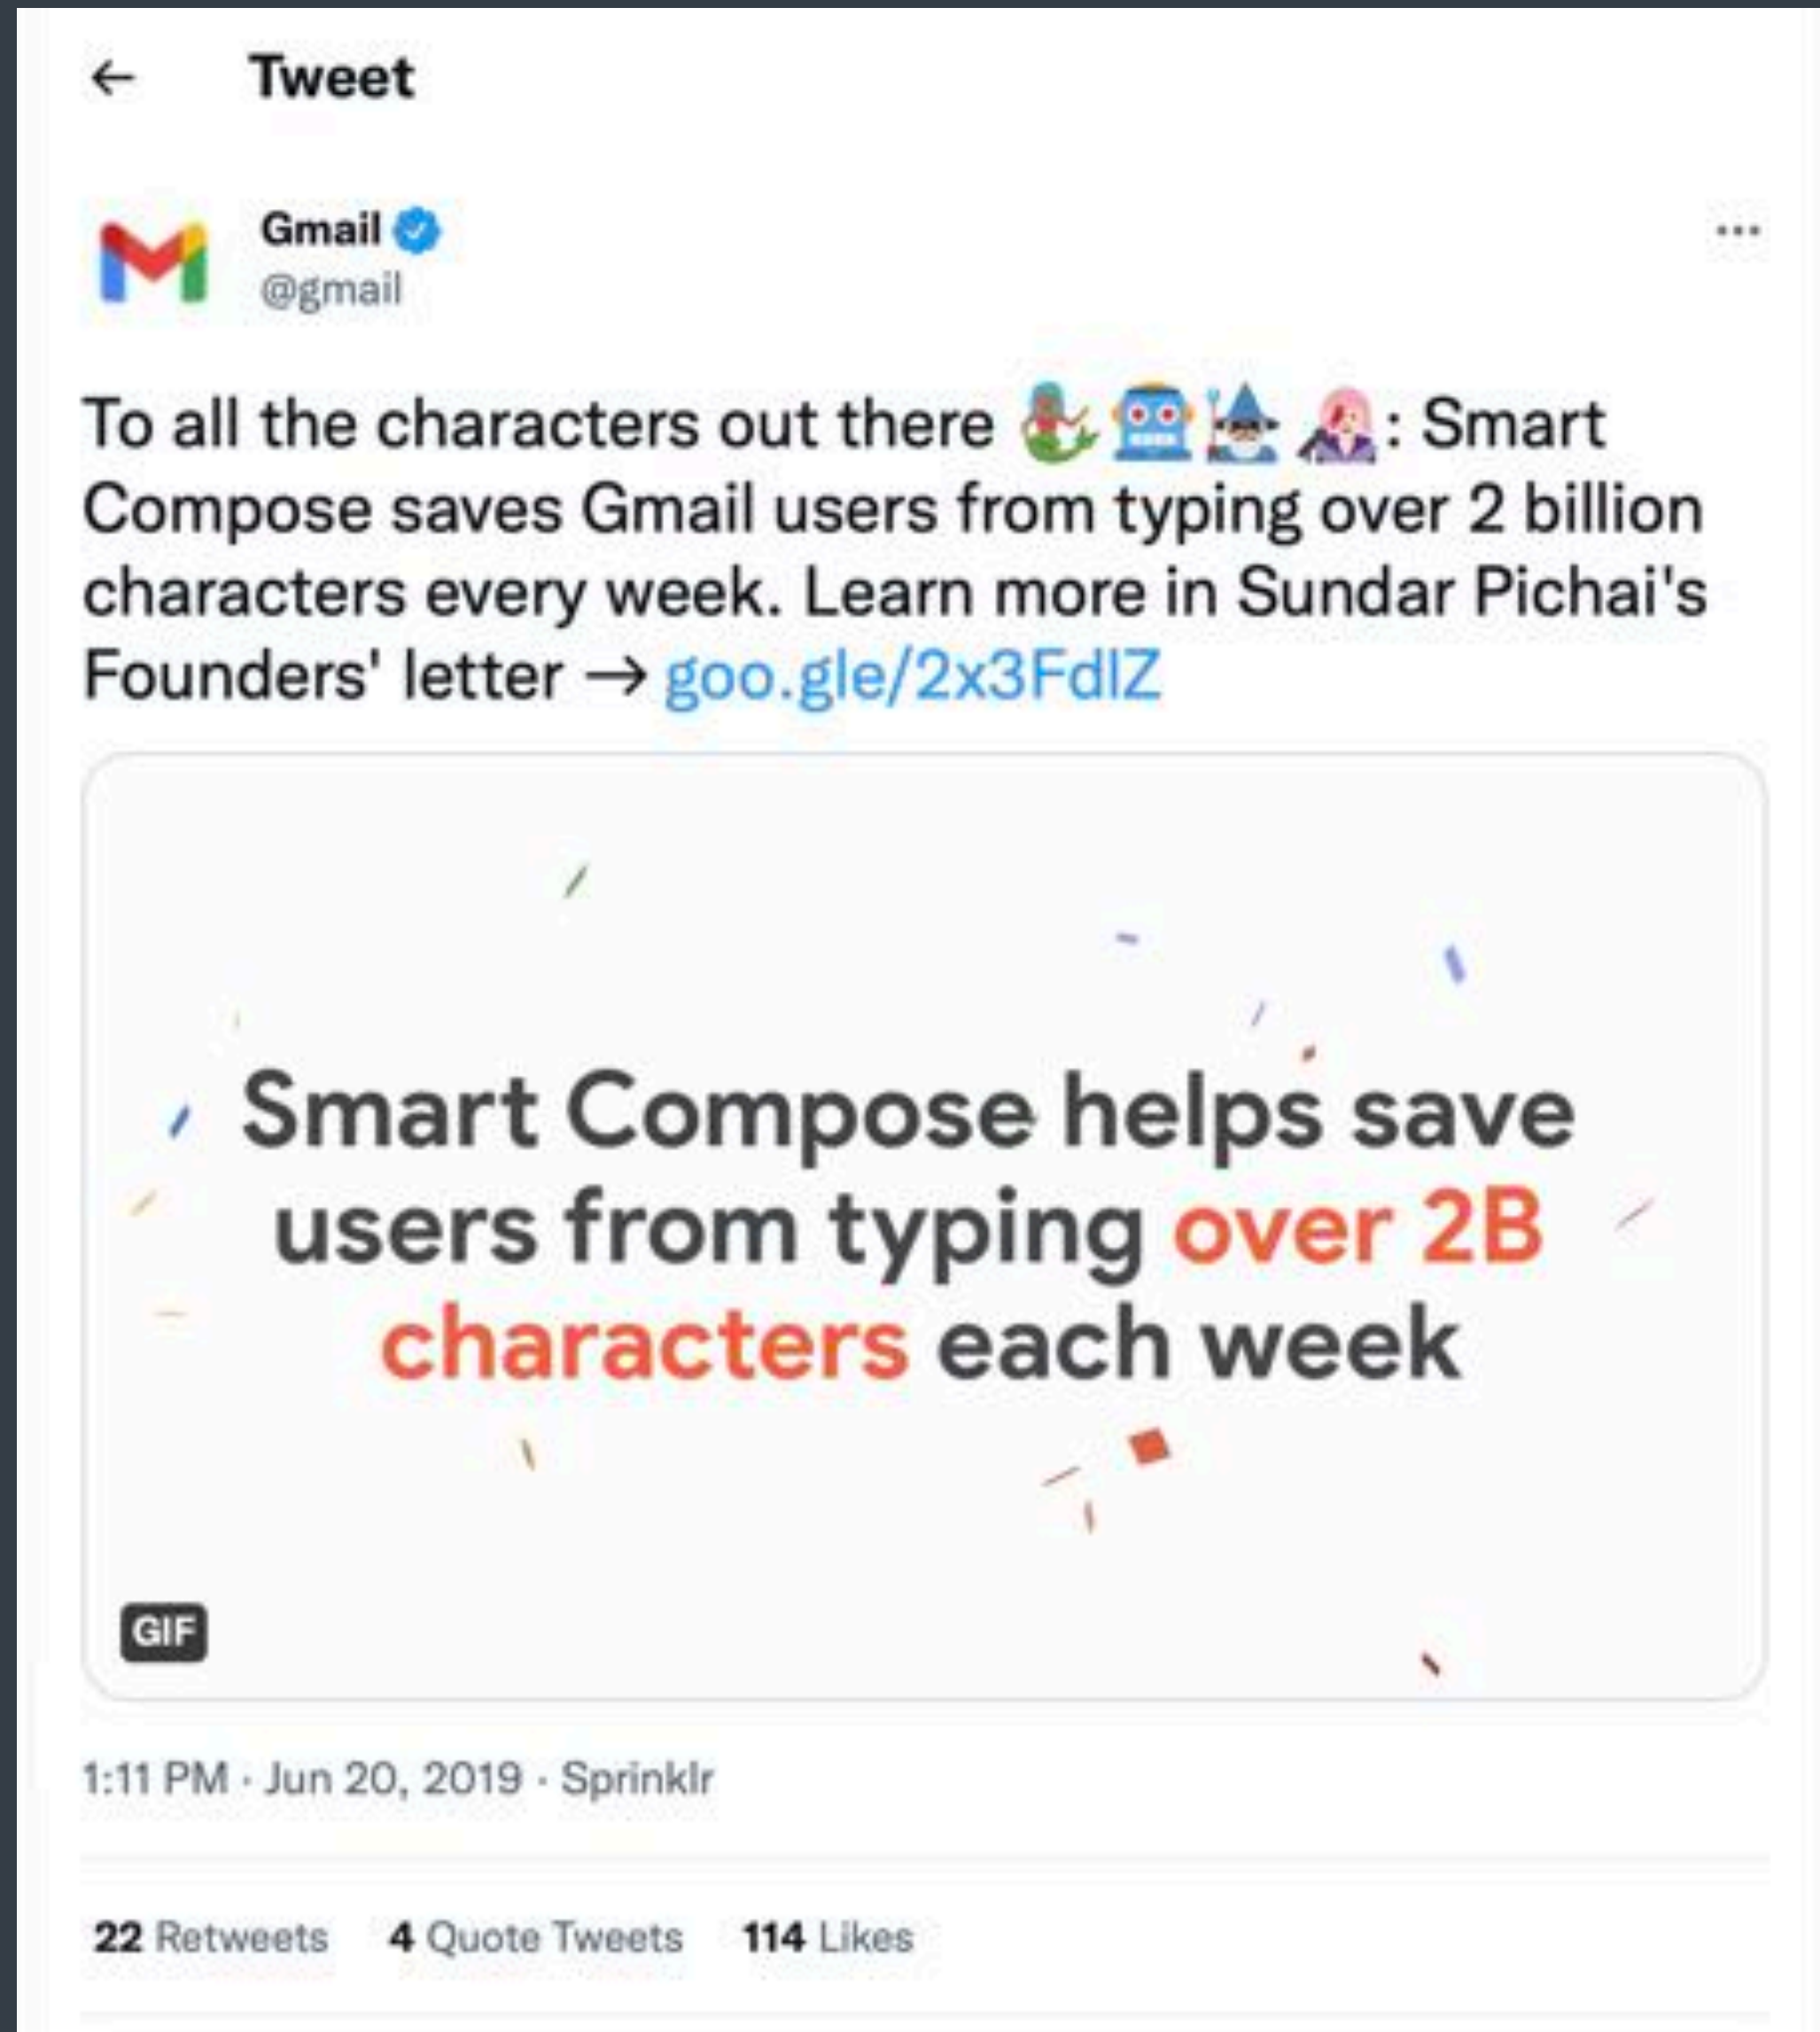 ← Tweet
Gmail
@gmail
To all the characters out there 🧜‍♀️🤖🧙‍♂️👩‍🎤: Smart
Compose saves Gmail users from typing over 2 billion
characters every week. Learn more in Sundar Pichai's
Founders' letter → goo.gle/2x3FdlZ
Smart Compose helps save
users from typing over 2B
characters each week
GIF
1:11 PM · Jun 20, 2019 · Sprinklr
22 Retweets 4 Quote Tweets 114 Likes